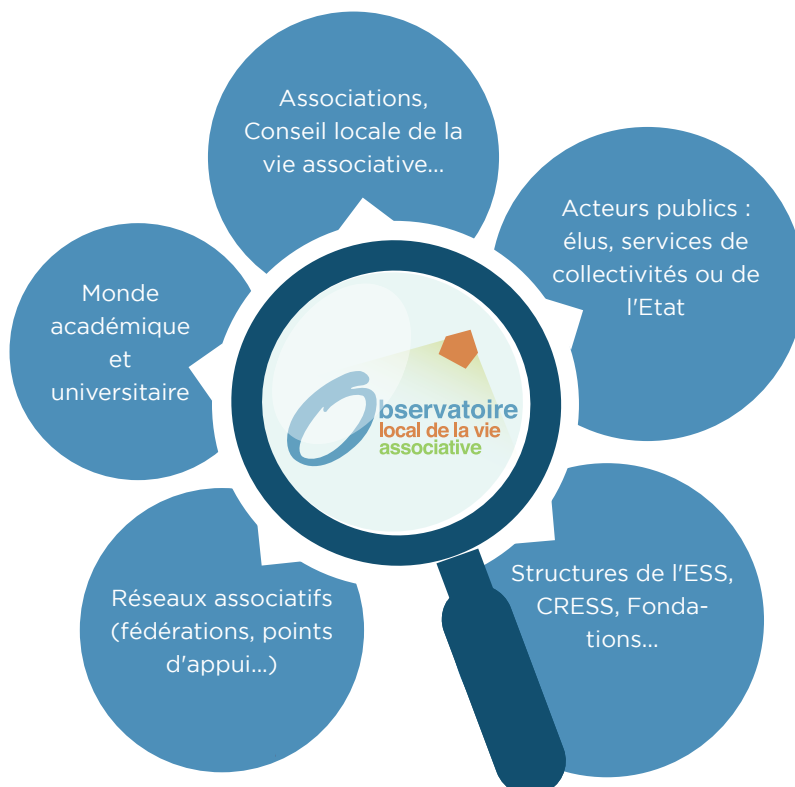 Associations,
Conseil locale de la
vie associative...
Acteurs publics :
élus, services de
collectivités ou de
l'Etat
Monde
académique
et
universitaire
Observatoire
local de la vie
associative
Réseaux associatifs
(fédérations, points
d'appui...)
Structures de l'ESS,
CRESS, Fonda-
tions...